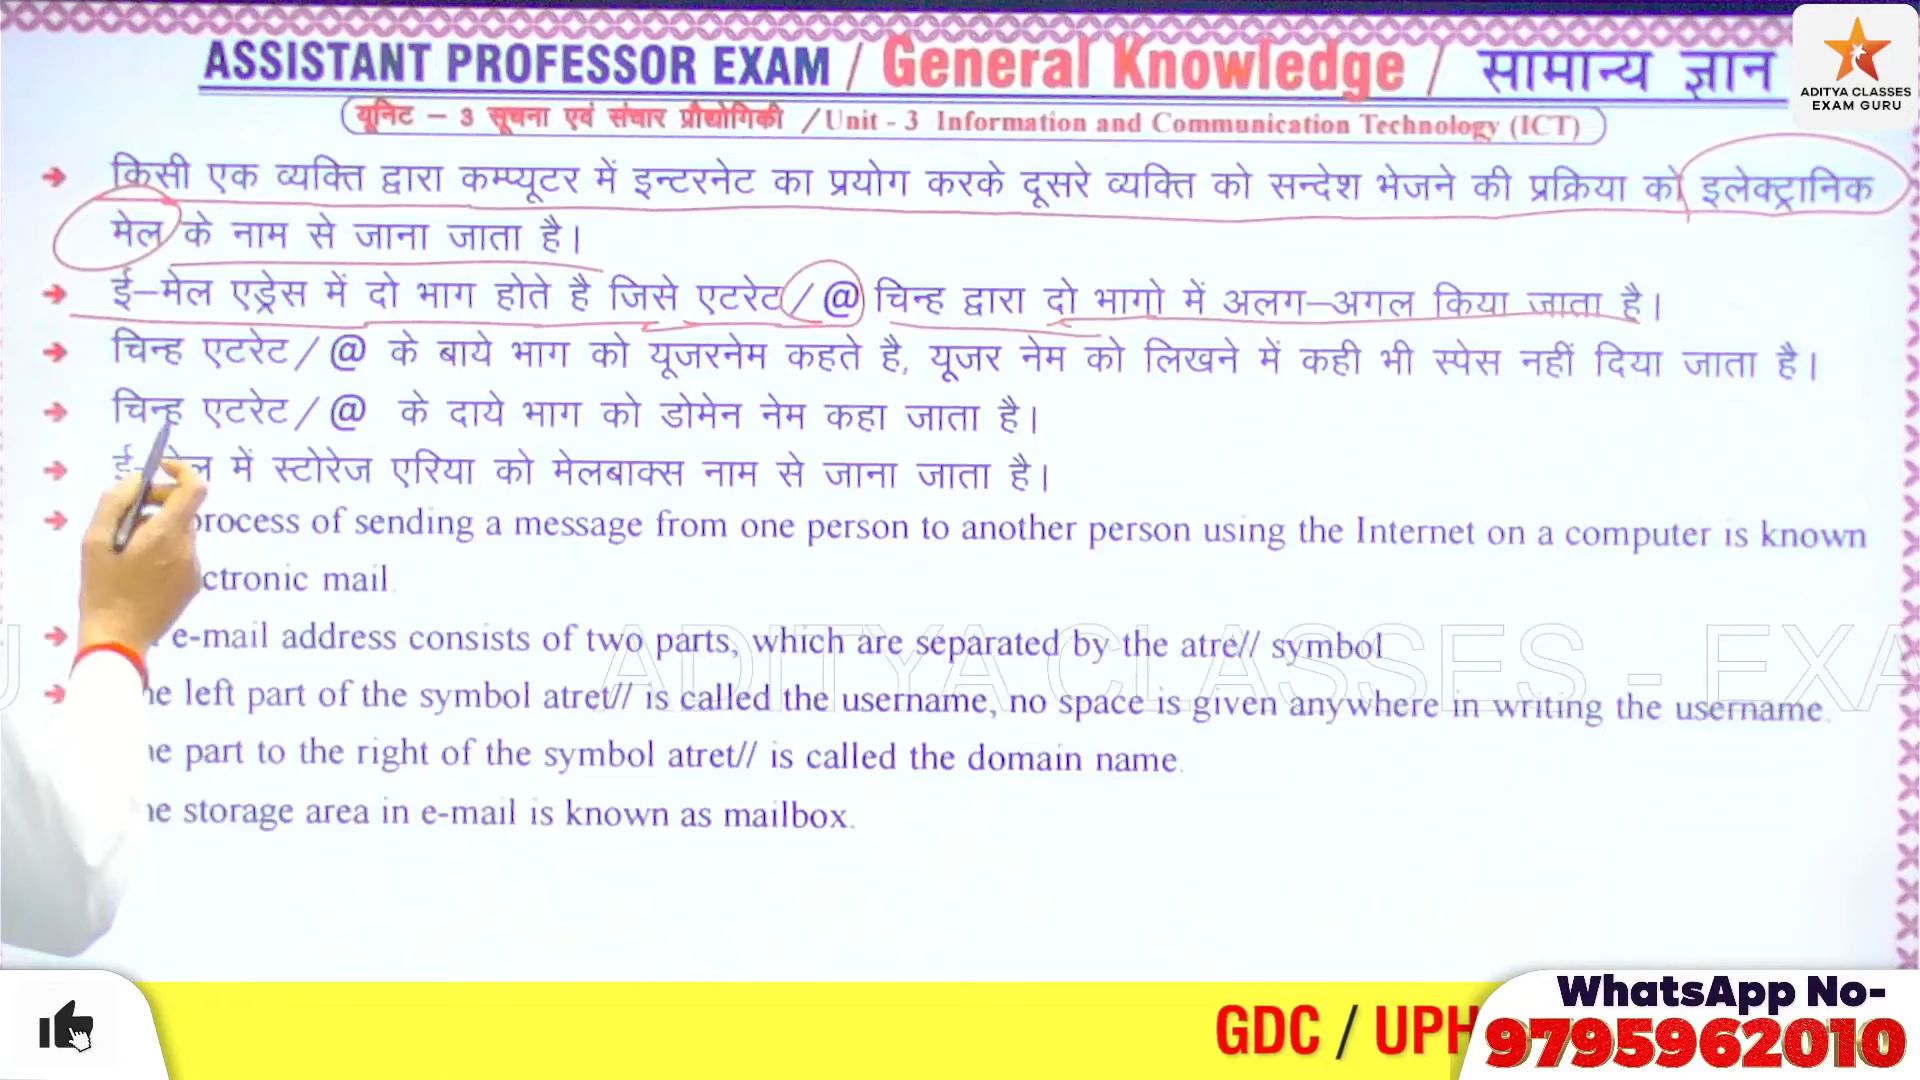 ASSISTANT PROFESSOR EXAM / General Knowledge / सामान्य ज्ञान
ADITYA CLASSES
EXAM GURU
यूनिट – 3 सूचना एवं संचार प्रौद्योगिकी / Unit - 3 Information and Communication Technology (ICT)
किसी एक व्यक्ति द्वारा कम्प्यूटर में इन्टरनेट का प्रयोग करके दूसरे व्यक्ति को सन्देश भेजने की प्रक्रिया को इलेक्ट्रानिक
मेल के नाम से जाना जाता है।
ई–मेल एड्रेस में दो भाग होते है जिसे एटरेट/@ चिन्ह द्वारा दो भागो में अलग–अगल किया जाता है।
चिन्ह एटरेट/@ के बाये भाग को यूजरनेम कहते है, यूजर नेम को लिखने में कही भी स्पेस नहीं दिया जाता है।
चिन्ह एटरेट/@ के दाये भाग को डोमेन नेम कहा जाता है।
में स्टोरेज एरिया को मेलबाक्स नाम से जाना जाता है।
process of sending a message from one person to another person using the Internet on a computer is known
ctronic mail.
e-mail address consists of two parts, which are separated by the atre// symbol
he left part of the symbol atret// is called the username, no space is given anywhere in writing the username.
he part to the right of the symbol atret// is called the domain name.
he storage area in e-mail is known as mailbox.
ADITYA CLASSES - EXA
GDC / UPH
WhatsApp No-
9795962010